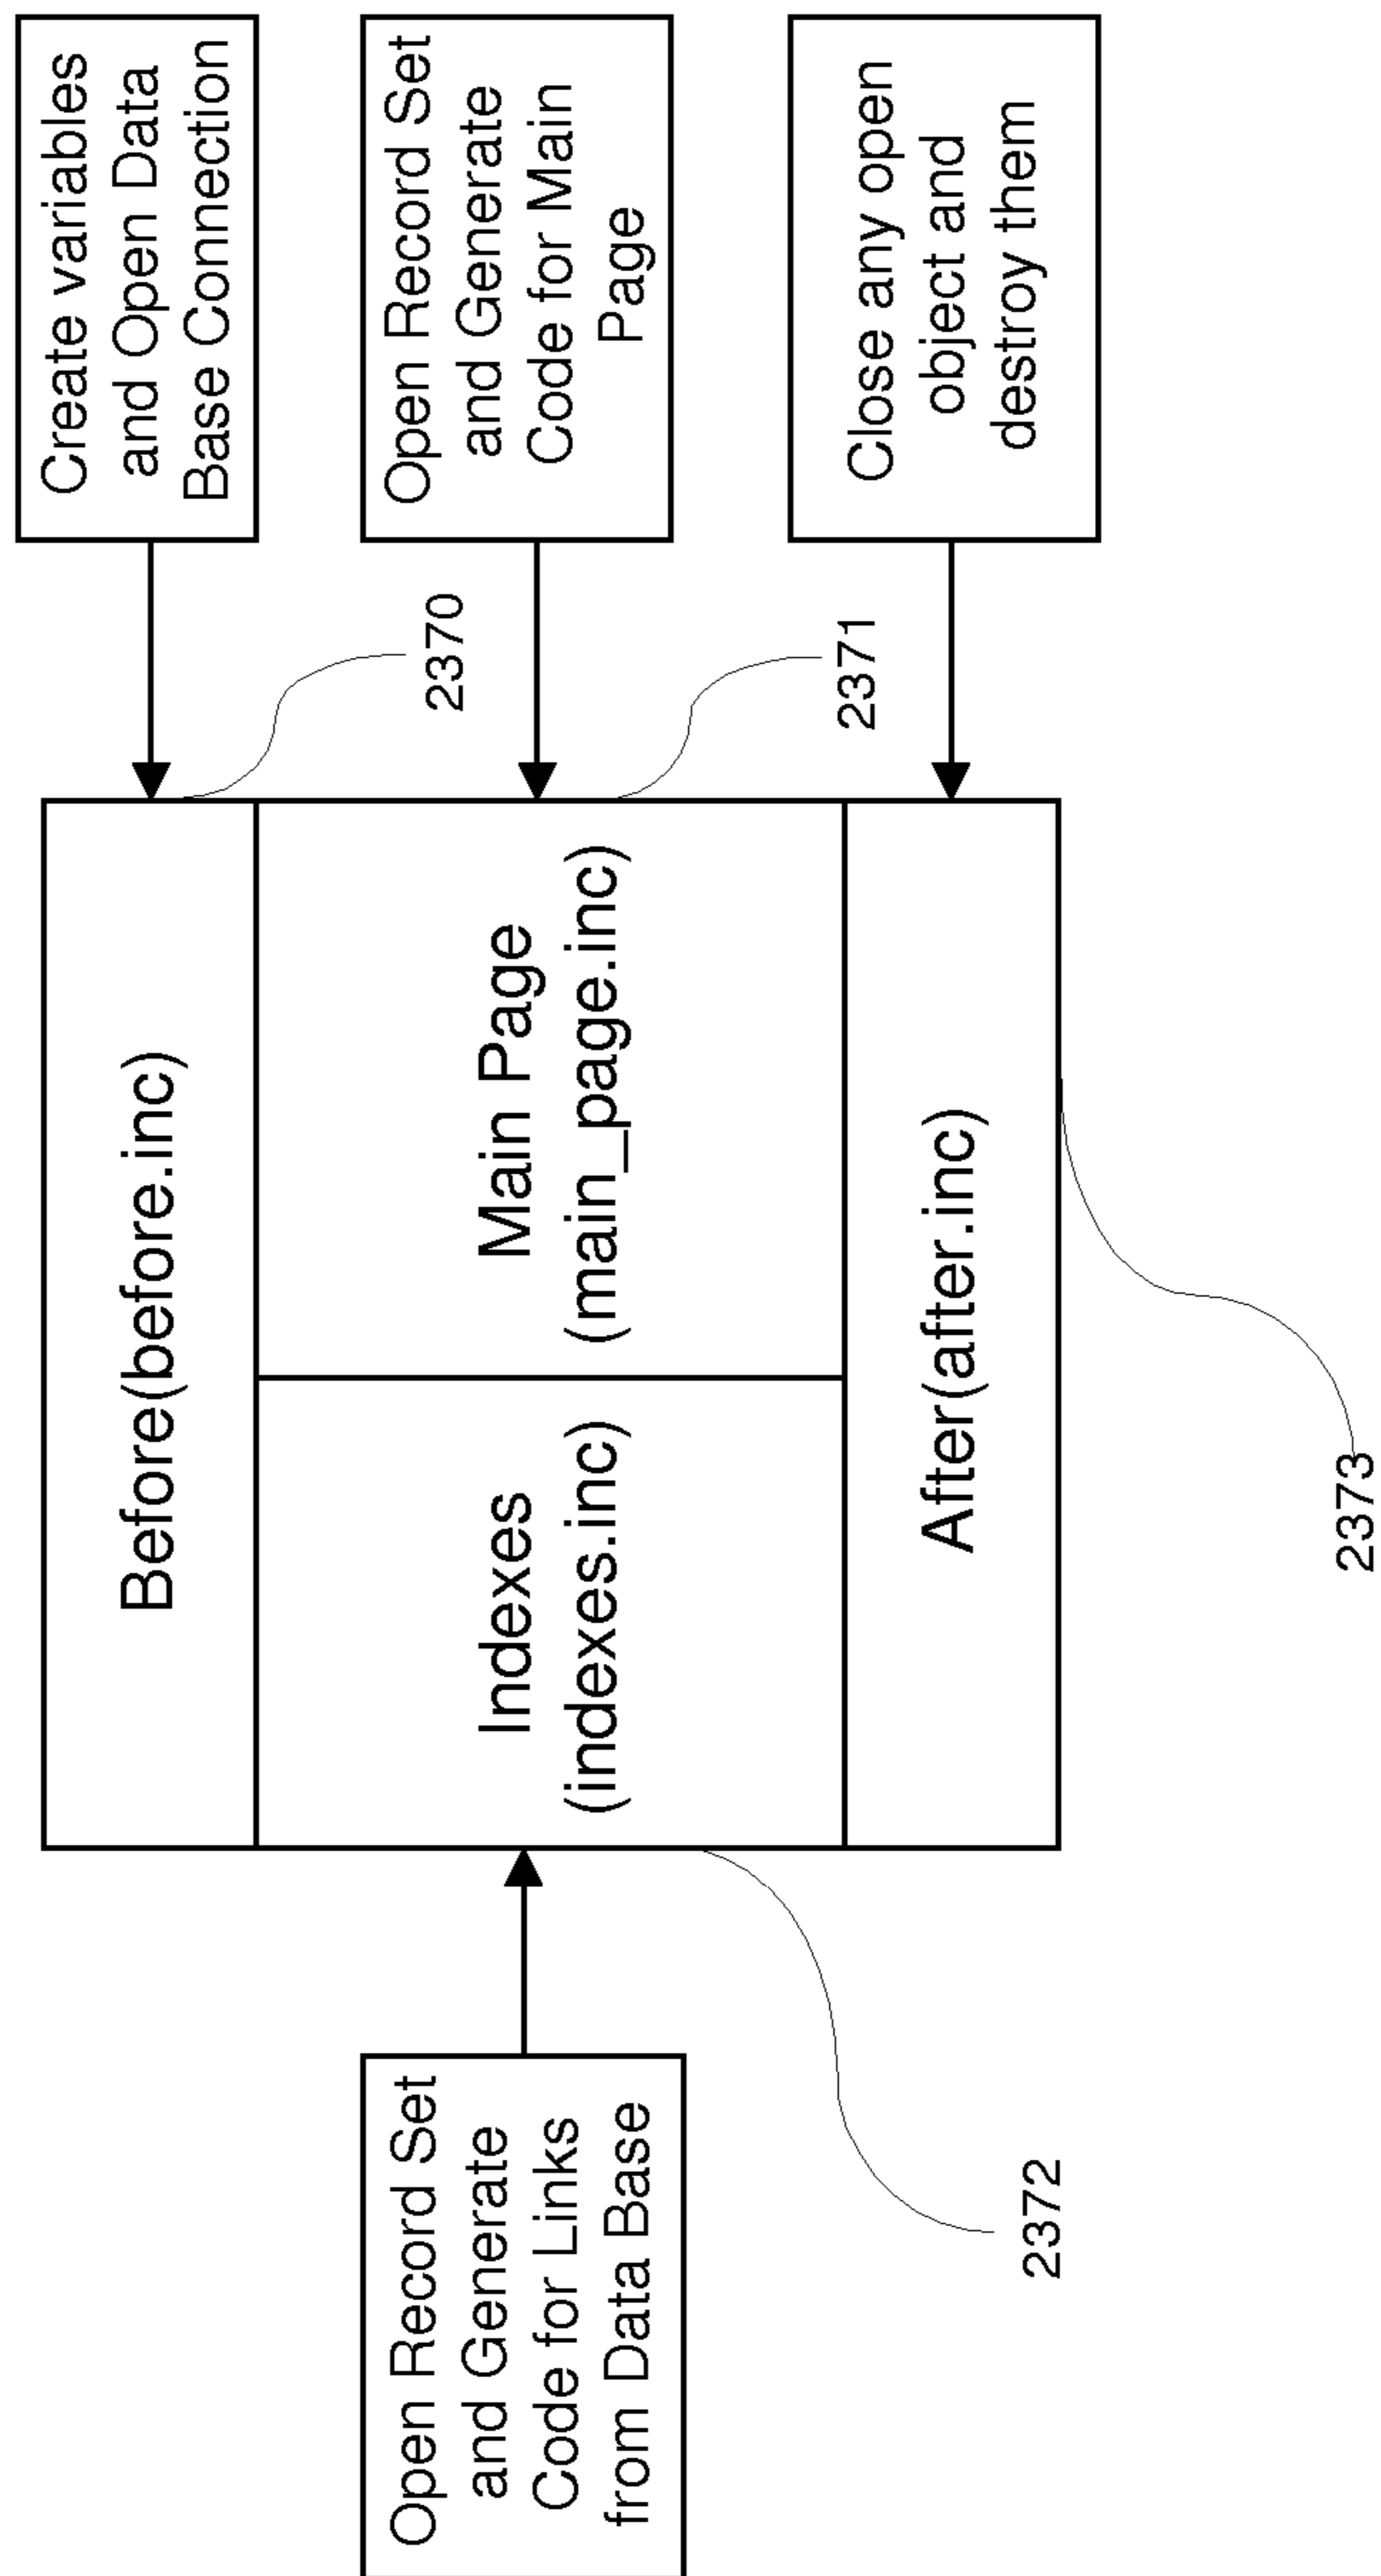 Create variables
and Open Data
Base Connection
Open Record Set
and Generate
Code for Main
Page
Close any open
object and
destroy them
2370
2371
Before(before.inc)
Main Page
(main_page.inc)
Indexes
(indexes.inc)
After(after.inc)
2373
Open Record Set
and Generate
Code for Links
from Data Base
2372